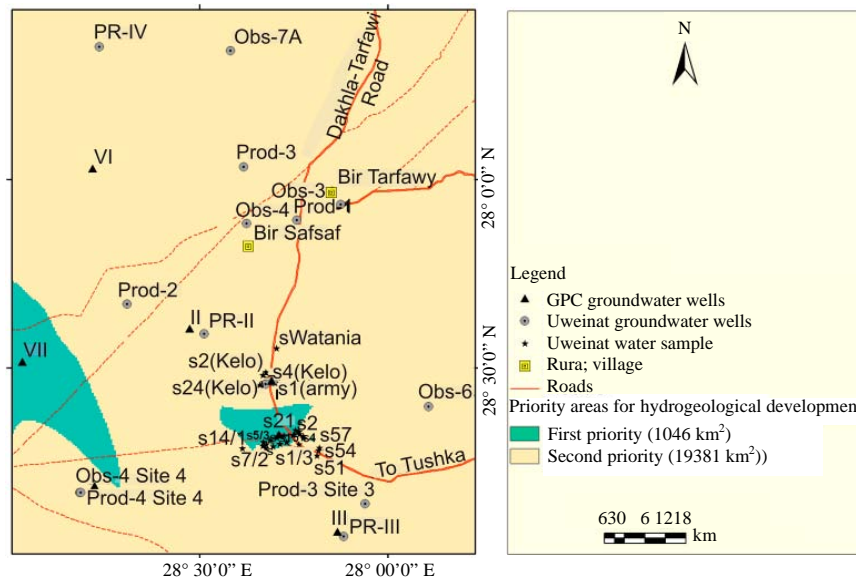 PR-IV
Obs-7A
Dakhla-Tarfawi
Road
VI
Prod-3
Bir Tarfawy
Obs-3
Prod-1
Obs-4
Bir Safsaf
Prod-2
II
PR-II
sWatania
VII
s2(Kelo)
s4(Kelo)
s24(Kelo)
s1(army)
I
Obs-6
s21
s2
s14/1
s5/3
s4
s57
s7/2
s1/3
s54
s51
To Tushka
Obs-4 Site 4
Prod-4 Site 4
Prod-3 Site 3
III
PR-III
28° 0’0’’ N
28° 30’0’’ N
28° 30’0’’ E
28° 00’0’’ E
N
Legend
GPC groundwater wells
Uweinat groundwater wells
Uweinat water sample
Rura; village
Roads
Priority areas for hydrogeological developmen
First priority (1046 km²)
Second priority (19381 km²))
630 6 1218
km